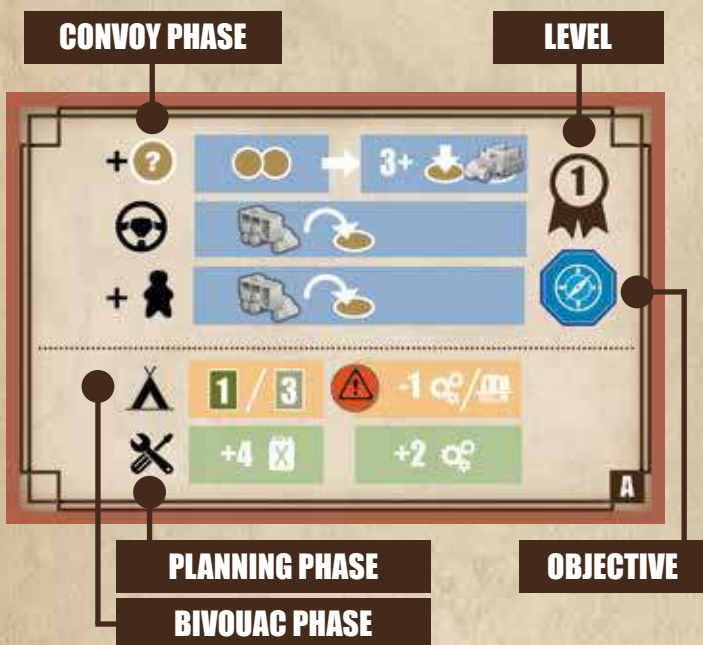 CONVOY PHASE
LEVEL
+ ?
3+
1
+
1 / 3
-1 /
+4 X
+2
A
PLANNING PHASE
OBJECTIVE
BIVOUAC PHASE